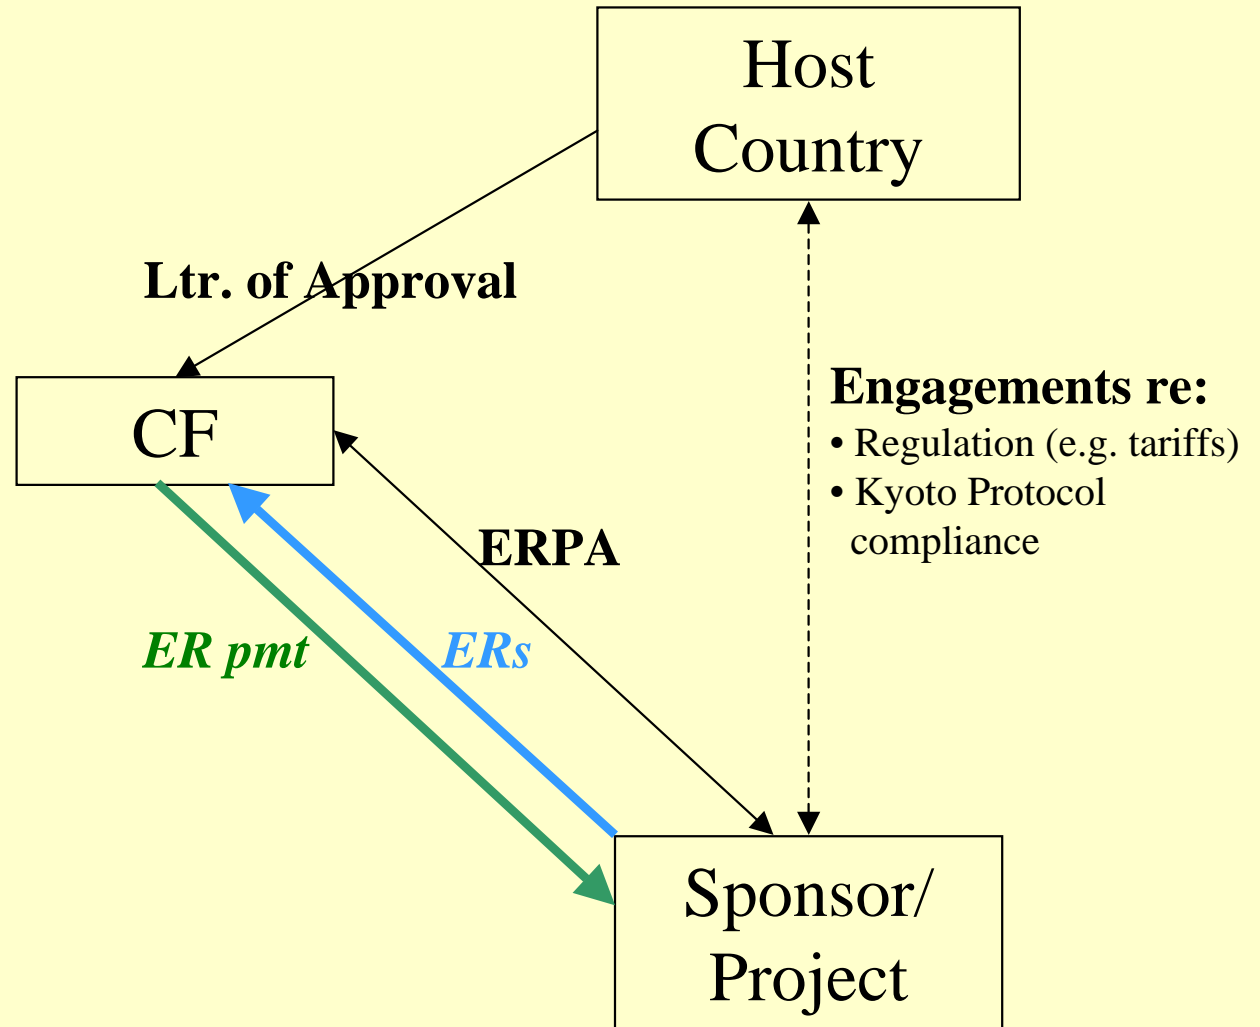 Host
Country
Ltr. of Approval
CF
Engagements re:
• Regulation (e.g. tariffs)
• Kyoto Protocol
compliance
ERPA
ER pmt
ERs
Sponsor/
Project